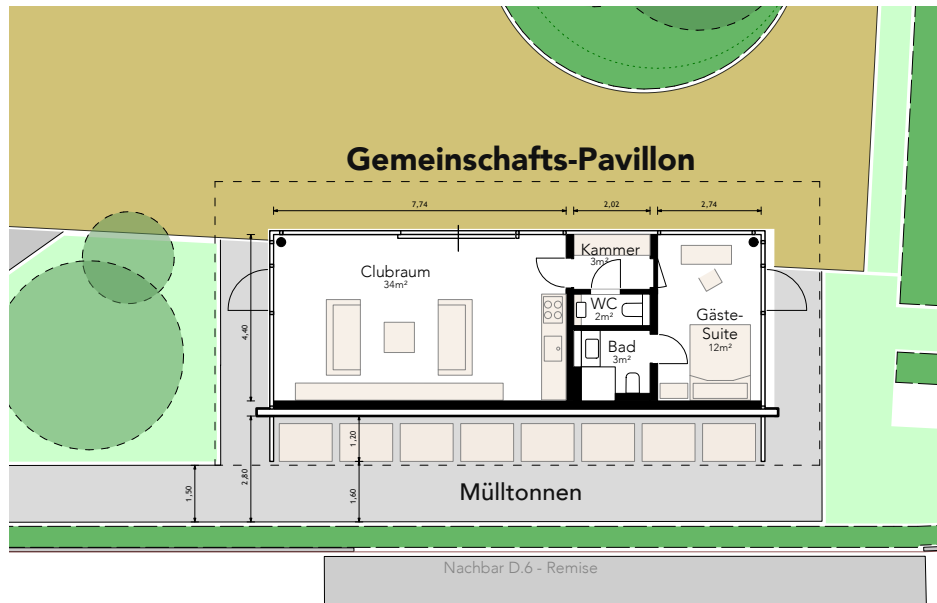 Gemeinschafts-Pavillon
7,74
2,02
2,74
Kammer
3m²
Clubraum
34m²
WC
2m²
Gäste-
Suite
12m²
Bad
3m²
4,40
1,20
2,80
1,50
1,60
Mülltonnen
Nachbar D.6 - Remise